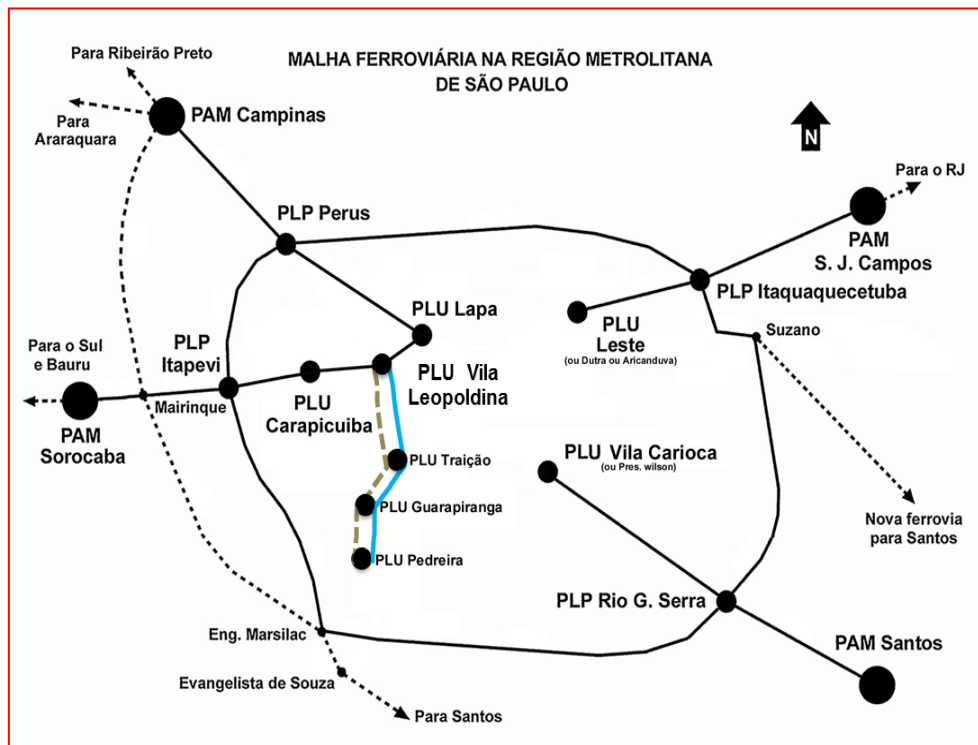 MALHA FERROVIÁRIA NA REGIÃO METROLITANA
DE SÃO PAULO
Para Ribeirão Preto
Para
Araraquara
PAM Campinas
N
Para o RJ
PAM
S. J. Campos
PLP Perus
PLP Itaquaquecetuba
PLU Lapa
PLU
Leste
(ou Dutra ou Aricanduva)
Suzano
Para o Sul
e Bauru
PLP
Itapevi
PLU Vila
Leopoldina
Mairinque
PLU
Carapicuiba
PAM
Sorocaba
PLU Traição
PLU Vila Carioca
(ou Pres. wilson)
PLU Guarapiranga
Nova ferrovia
para Santos
PLU Pedreira
PLP Rio G. Serra
Eng. Marsilac
PAM Santos
Evangelista de Souza
Para Santos